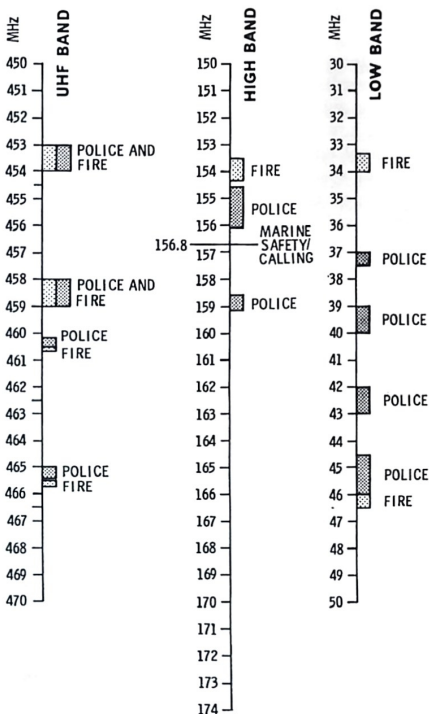 MHz
UHF BAND
450
451
452
453
POLICE AND
FIRE
454
455
456
457
458
POLICE AND
FIRE
459
460
POLICE
FIRE
461
462
463
464
465
POLICE
FIRE
466
467
468
469
470
MHz
HIGH BAND
150
151
152
153
154
FIRE
155
POLICE
156
156.8
MARINE
SAFETY/
CALLING
157
158
159
POLICE
160
161
162
163
164
165
166
167
168
169
170
171
172
173
174
MHz
LOW BAND
30
31
32
33
34
FIRE
35
36
37
POLICE
38
39
POLICE
40
41
42
POLICE
43
44
45
POLICE
46
FIRE
47
48
49
50